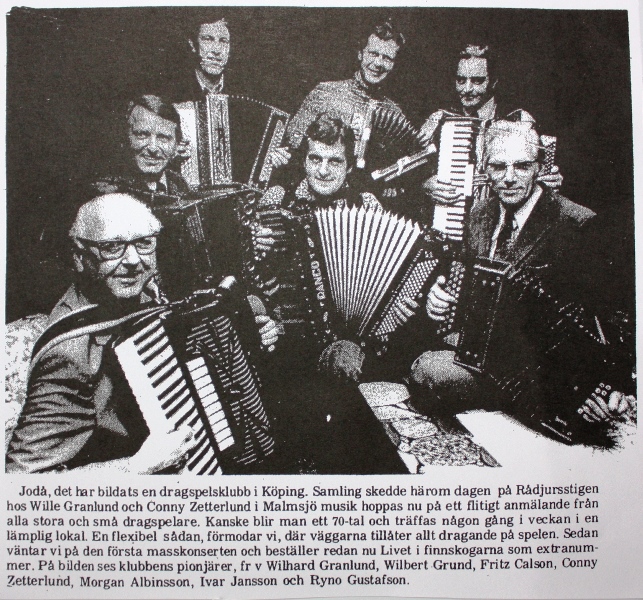 DANCO
Jodå, det har bildats en dragspelsklubb i Köping. Samling skedde härom dagen på Rådjursstigen
hos Wille Granlund och Conny Zetterlund i Malmsjö musik hoppas nu på ett flitigt anmälande från
alla stora och små dragspelare. Kanske blir man ett 70-tal och träffas någon gång i veckan i en
lämplig lokal. En flexibel sådan, förmodar vi, där väggarna tillåter allt dragande på spelen. Sedan
väntar vi på den första masskonserten och beställer redan nu Livet i finnskogarna som extranum-
mer. På bilden ses klubbens pionjärer, fr v Wilhard Granlund, Wilbert Grund, Fritz Calson, Conny
Zetterlund, Morgan Albinsson, Ivar Jansson och Ryno Gustafson.